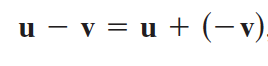 u − v = u + (−v).